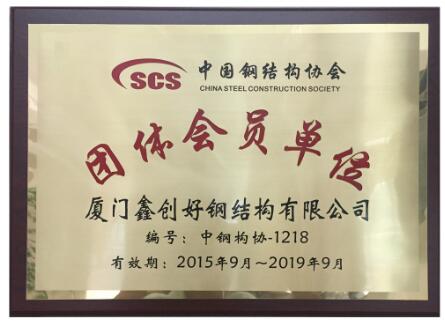 SCS 中国钢结构协会
CHINA STEEL CONSTRUCTION SOCIETY
团体会员单位
厦门鑫创好钢结构有限公司
编号：中钢构协-1218
有效期：2015年9月～2019年9月